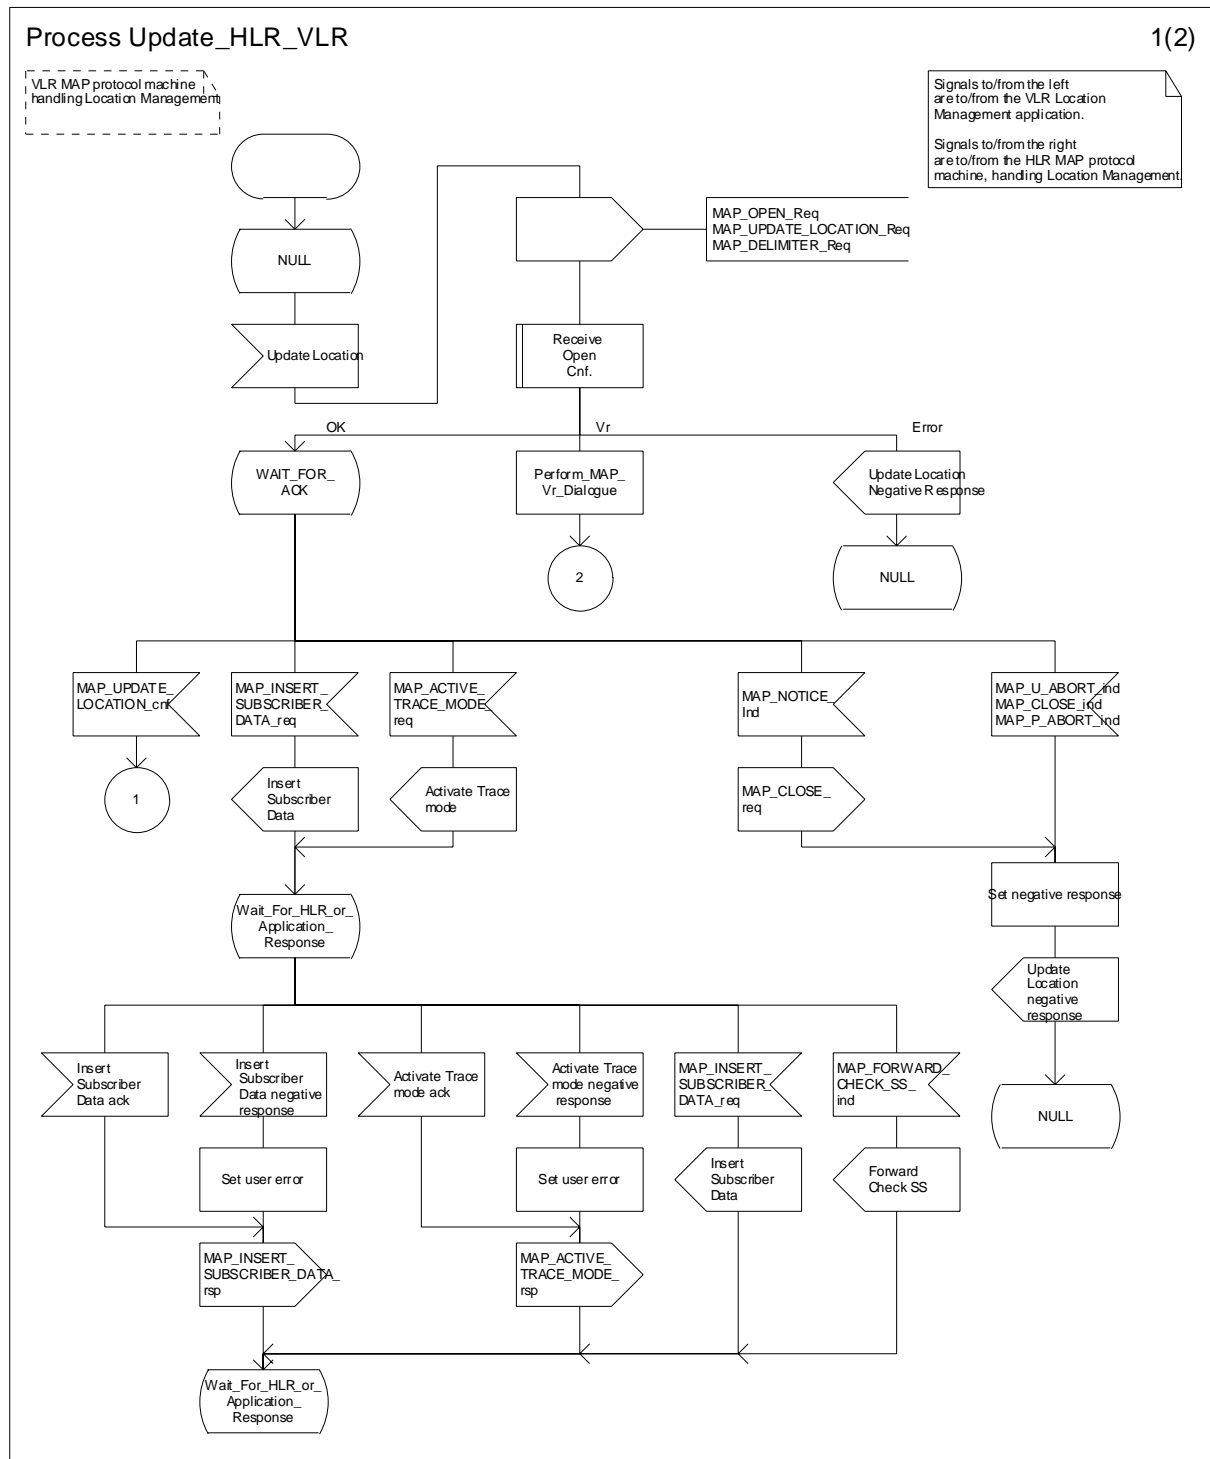 Process Update_HLR_VLR
1(2)
VLR MAP protocol machine
handling Location Management
Signals to/from the left
are to/from the VLR Location
Management application.
Signals to/from the right
are to/from the HLR MAP protocol
machine, handling Location Management.
MAP_OPEN_Req
MAP_UPDATE_LOCATION_Req
MAP_DELIMITER_Req
NULL
Update Location
Receive
Open
Cnf.
OK
Vr
Error
WAIT_FOR_
ACK
Perform_MAP_
Vr_Dialogue
Update Location
Negative Response
2
NULL
MAP_UPDATE_
LOCATION_cnf
MAP_INSERT_
SUBSCRIBER_
DATA_req
MAP_ACTIVE_
TRACE_MODE_
req
MAP_NOTICE_
Ind
MAP_U_ABORT_ind
MAP_CLOSE_ind
MAP_P_ABORT_ind
1
Insert
Subscriber
Data
Activate Trace
mode
MAP_CLOSE_
req
Set negative response
Wait_For_HLR_or_
Application_
Response
Update
Location
negative
response
Insert
Subscriber
Data ack
Insert
Subscriber
Data negative
response
Activate Trace
mode ack
Activate Trace
mode negative
response
MAP_INSERT_
SUBSCRIBER_
DATA_req
MAP_FORWARD_
CHECK_SS_
ind
NULL
Set user error
Set user error
Insert
Subscriber
Data
Forward
Check SS
MAP_INSERT_
SUBSCRIBER_DATA_
rsp
MAP_ACTIVE_
TRACE_MODE_
rsp
Wait_For_HLR_or_
Application_
Response